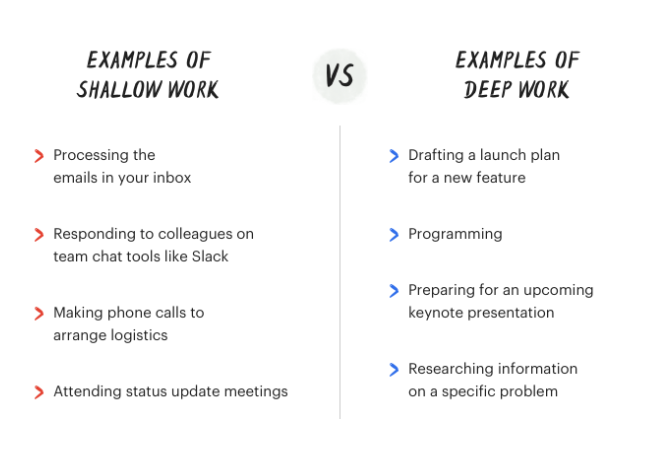 EXAMPLES OF
SHALLOW WORK
VS
EXAMPLES OF
DEEP WORK
Processing the
emails in your inbox
Responding to colleagues on
team chat tools like Slack
Making phone calls to
arrange logistics
Attending status update meetings
Drafting a launch plan
for a new feature
Programming
Preparing for an upcoming
keynote presentation
Researching information
on a specific problem